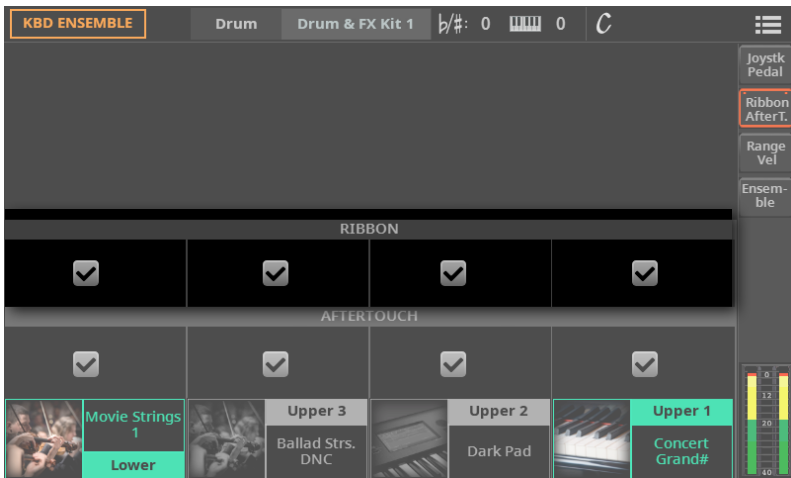 KBD ENSEMBLE Drum Drum & FX Kit 1 ♭/#: 0 0 C
Joystk
Pedal
Ribbon
AfterT.
Range
Vel
Ensem-
ble
RIBBON
AFTERTOUCH
Movie Strings
1
Lower
Upper 3
Ballad Strs.
DNC
Upper 2
Dark Pad
Upper 1
Concert
Grand#
0
12
20
40